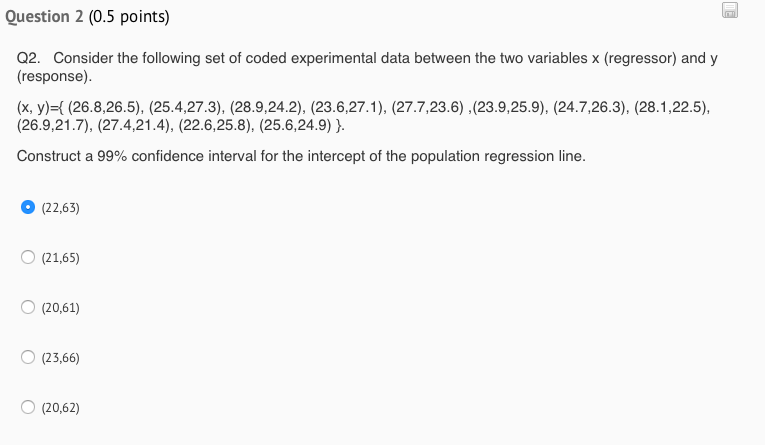 Question 2 (0.5 points)
Q2. Consider the following set of coded experimental data between the two variables x (regressor) and y
(response).
(x, y)={ (26.8,26.5), (25.4,27.3), (28.9,24.2), (23.6,27.1), (27.7,23.6) ,(23.9,25.9), (24.7,26.3), (28.1,22.5),
(26.9,21.7), (27.4,21.4), (22.6,25.8), (25.6,24.9) }.
Construct a 99% confidence interval for the intercept of the population regression line.
(22,63)
(21,65)
(20,61)
(23,66)
(20,62)